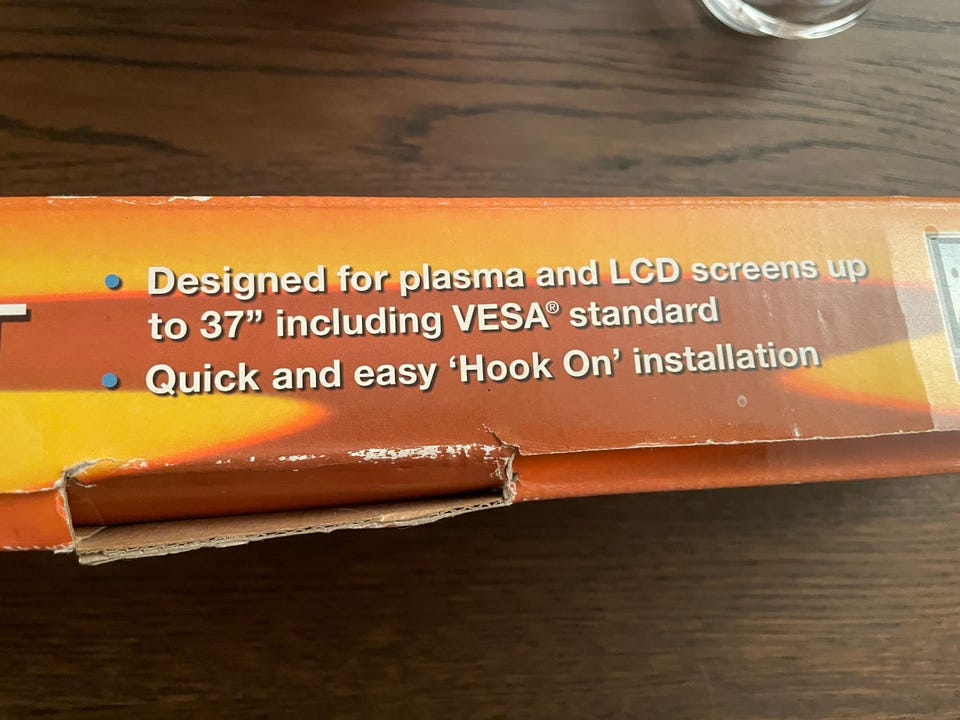 • Designed for plasma and LCD screens up
to 37” including VESA® standard
• Quick and easy ‘Hook On’ installation